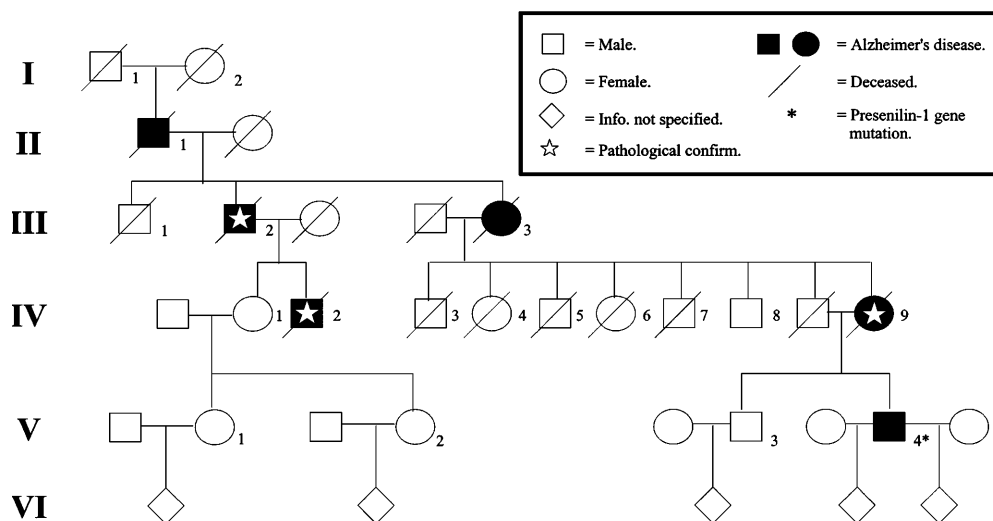 = Male.
= Alzheimer's disease.
= Female.
= Deceased.
= Info. not specified.
* = Presenilin-1 gene
mutation.
= Pathological confirm.
I
1
2
II
1
III
1
2
3
IV
1
2
3
4
5
6
7
8
9
V
1
2
3
4*
VI